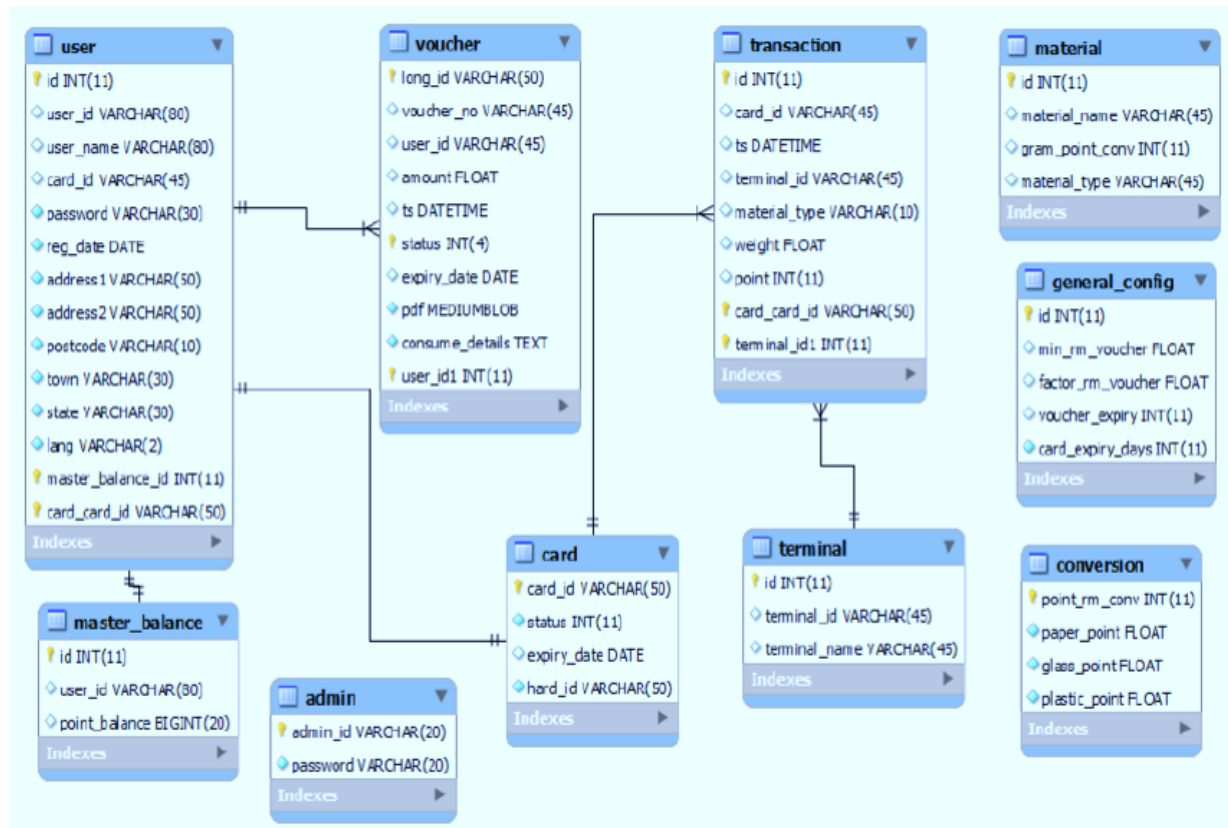 user
id INT(11)
user_id VARCHAR(80)
user_name VARCHAR(80)
card_id VARCHAR(45)
password VARCHAR(30)
reg_date DATE
address1 VARCHAR(50)
address2 VARCHAR(50)
postcode VARCHAR(10)
town VARCHAR(30)
state VARCHAR(30)
lang VARCHAR(2)
master_balance_id INT(11)
card_card_id VARCHAR(50)
Indexes
voucher
long_id VARCHAR(50)
voucher_no VARCHAR(45)
user_id VARCHAR(45)
amount FLOAT
ts DATETIME
status INT(4)
expiry_date DATE
pdf MEDIUMBLOB
consume_details TEXT
user_id1 INT(11)
Indexes
transaction
id INT(11)
card_id VARCHAR(45)
ts DATETIME
terminal_id VARCHAR(45)
material_type VARCHAR(10)
weight FLOAT
point INT(11)
card_card_id VARCHAR(50)
terminal_id1 INT(11)
Indexes
material
id INT(11)
material_name VARCHAR(45)
gram_point_conv INT(11)
material_type VARCHAR(45)
Indexes
general_config
id INT(11)
min_rm_voucher FLOAT
factor_rm_voucher FLOAT
voucher_expiry INT(11)
card_expiry_days INT(11)
Indexes
master_balance
id INT(11)
user_id VARCHAR(80)
point_balance BIGINT(20)
Indexes
admin
admin_id VARCHAR(20)
password VARCHAR(20)
Indexes
card
card_id VARCHAR(50)
status INT(11)
expiry_date DATE
hard_id VARCHAR(50)
Indexes
terminal
id INT(11)
terminal_id VARCHAR(45)
terminal_name VARCHAR(45)
Indexes
conversion
point_rm_conv INT(11)
paper_point FLOAT
glass_point FLOAT
plastic_point FLOAT
Indexes